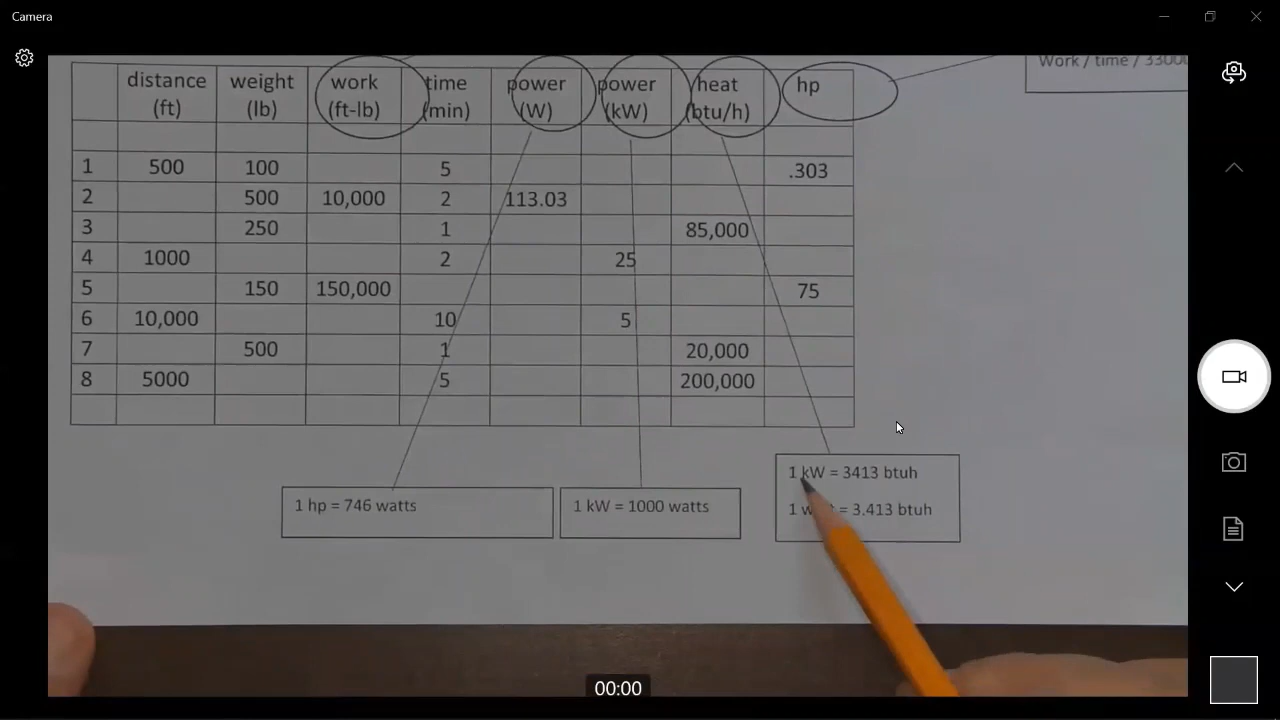 Camera
Work / time / 33000
distance (ft) weight (lb) work (ft-lb) time (min) power (W) power (kW) heat (btu/h) hp
1 500 100 5 .303
2 500 10,000 2 113.03
3 250 1 85,000
4 1000 2 25
5 150 150,000 75
6 10,000 10 5
7 500 1 20,000
8 5000 5 200,000
1 hp = 746 watts
1 kW = 1000 watts
1 kW = 3413 btuh
1 = 3.413 btuh
00:00